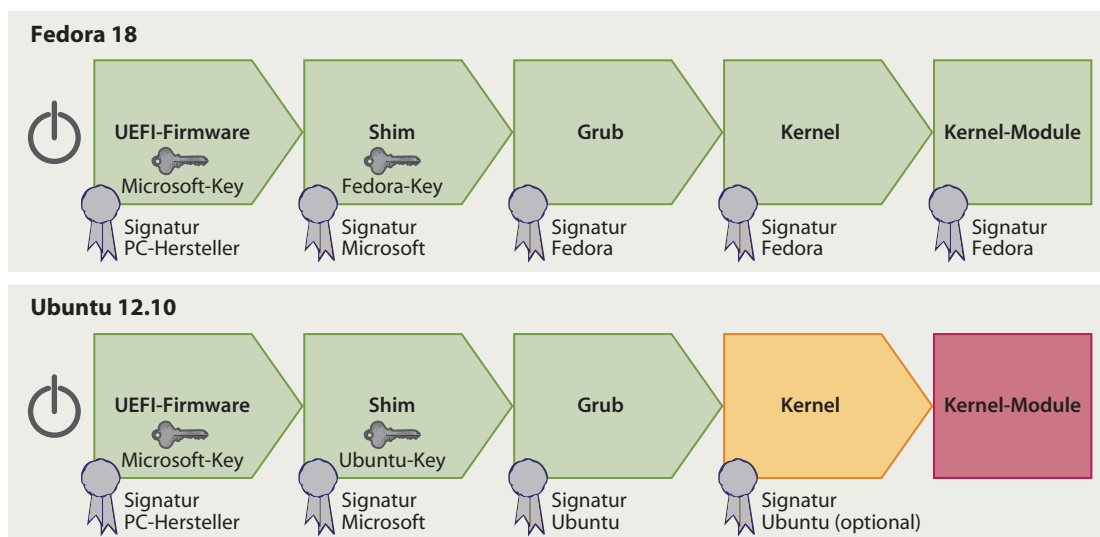 Fedora 18
UEFI-Firmware
Microsoft-Key
Signatur
PC-Hersteller
Shim
Fedora-Key
Signatur
Microsoft
Grub
Signatur
Fedora
Kernel
Signatur
Fedora
Kernel-Module
Signatur
Fedora
Ubuntu 12.10
UEFI-Firmware
Microsoft-Key
Signatur
PC-Hersteller
Shim
Ubuntu-Key
Signatur
Microsoft
Grub
Signatur
Ubuntu
Kernel
Signatur
Ubuntu (optional)
Kernel-Module